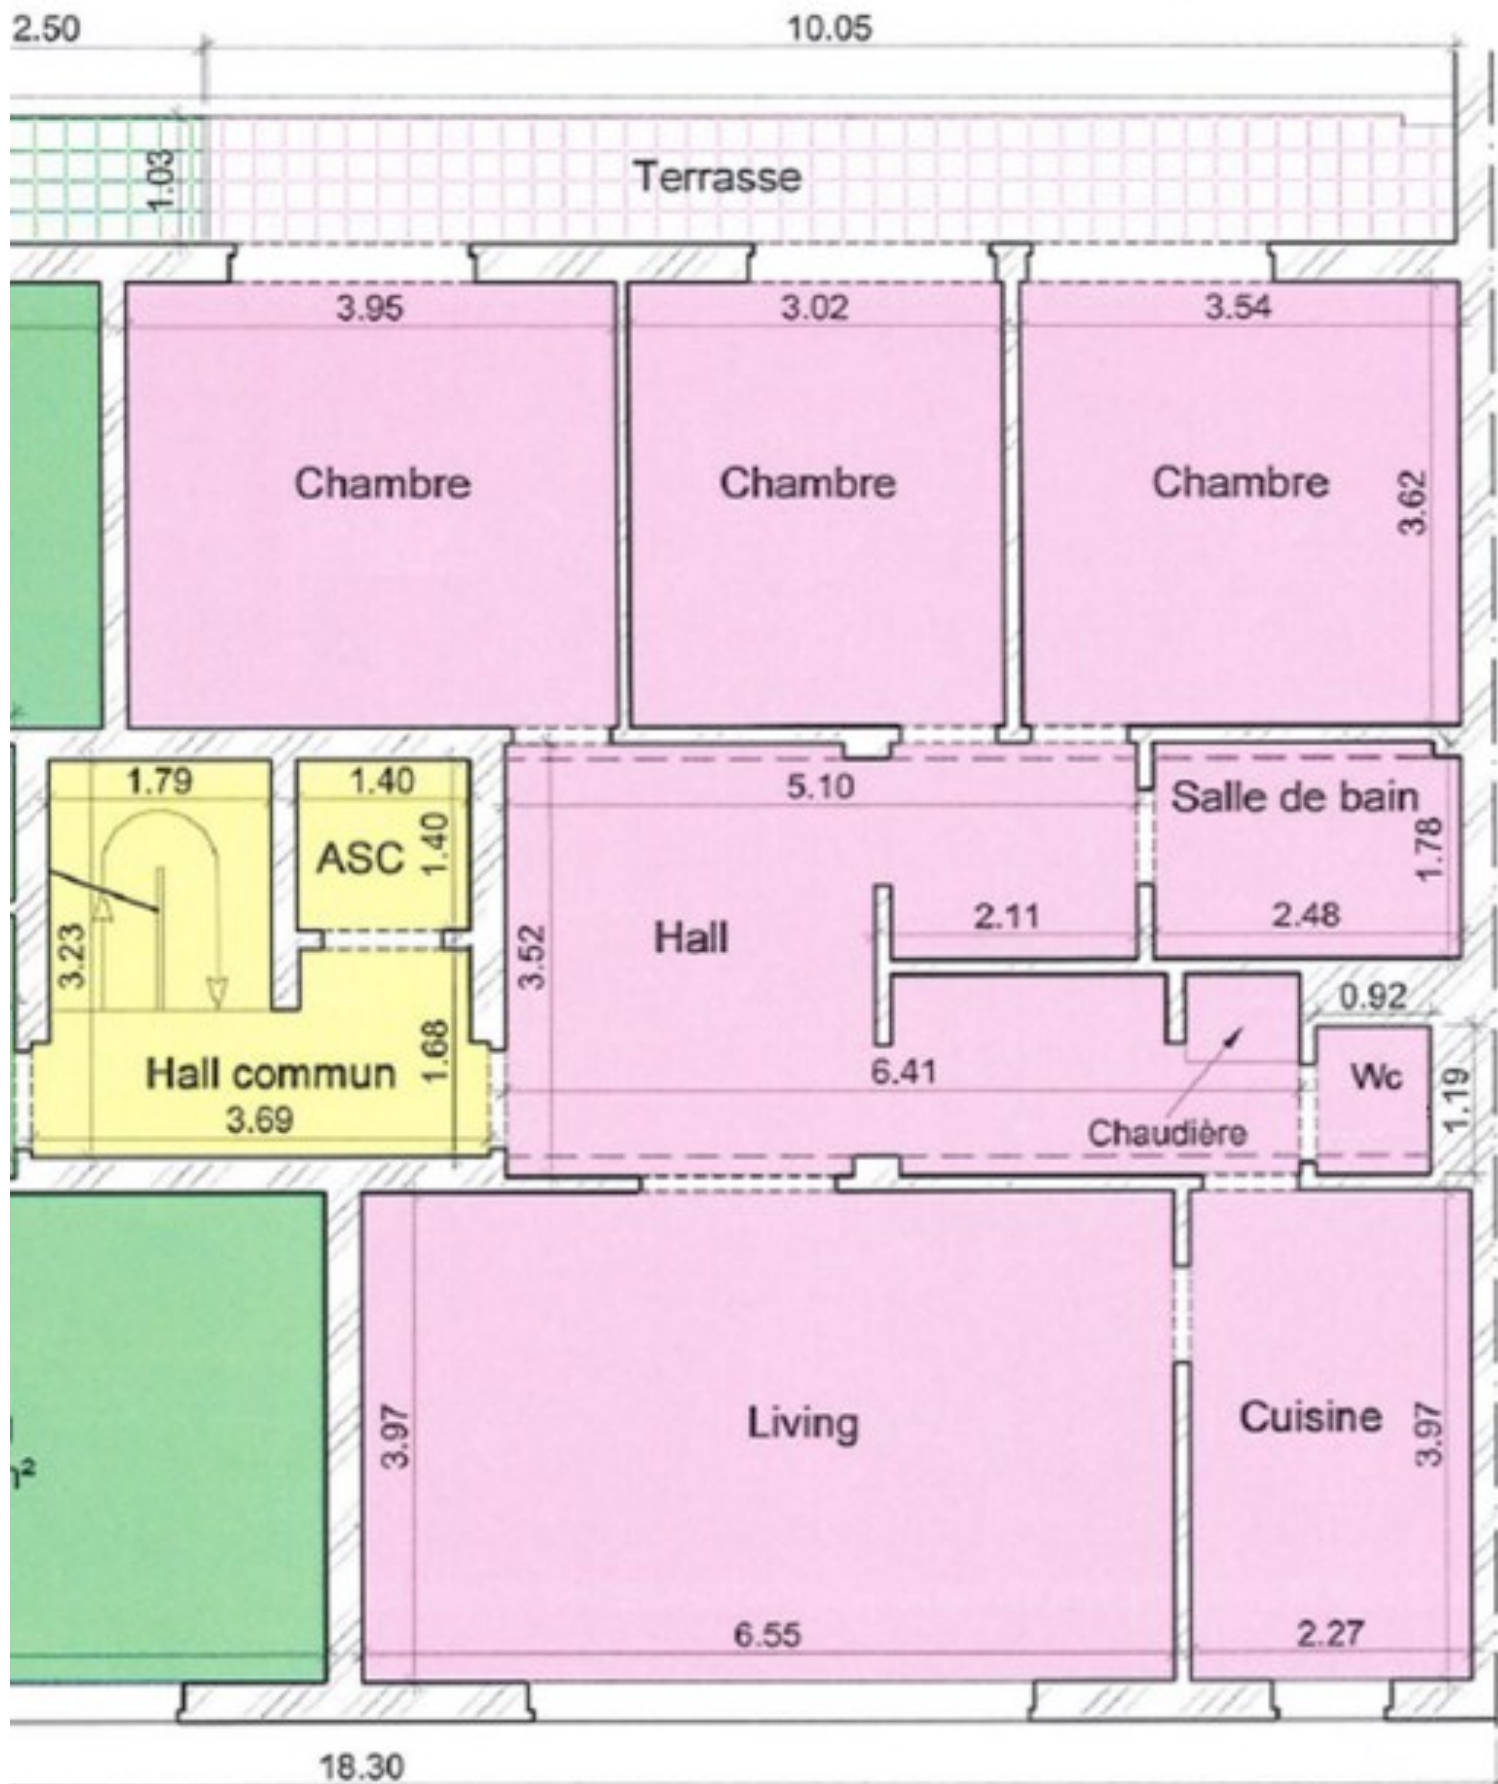 2.50
10.05
1.03
Terrasse
3.95
3.02
3.54
Chambre
Chambre
Chambre
3.62
1.79
1.40
5.10
Salle de bain
ASC
1.40
1.78
3.23
3.52
Hall
2.11
2.48
0.92
Hall commun
1.68
6.41
Wc
1.19
3.69
Chaudière
3.97
Living
Cuisine
3.97
6.55
2.27
18.30